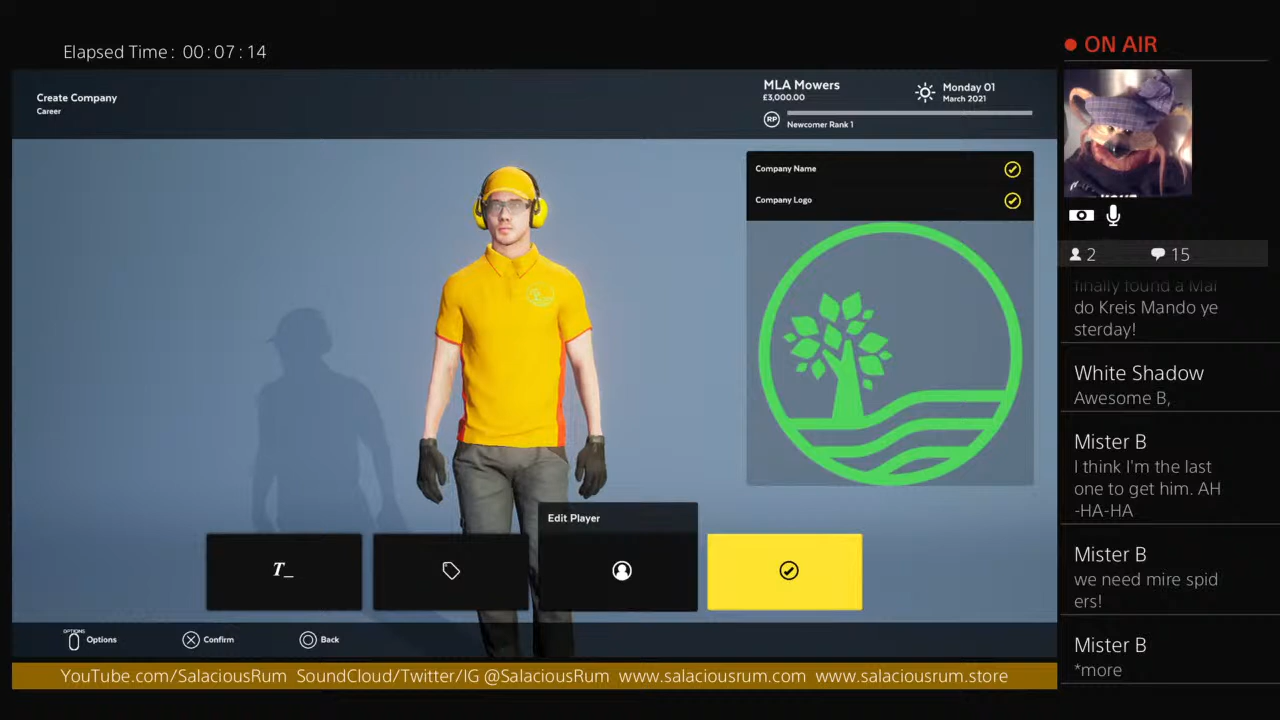 Elapsed Time: 00:07:14
ON AIR
Create Company
Career
MLA Mowers
£3,000.00
Monday 01
March 2021
RP
Newcomer Rank 1
Company Name
Company Logo
2
15
finally found a Mal
do Kreis Mando ye
sterday!
White Shadow
Awesome B,
Mister B
I think I'm the last
one to get him. AH
-HA-HA
Mister B
we need mire spid
ers!
Mister B
*more
Edit Player
T_
OPTIONS
Options
Confirm
Back
YouTube.com/SalaciousRum SoundCloud/Twitter/IG @SalaciousRum www.salaciousrum.com www.salaciousrum.store